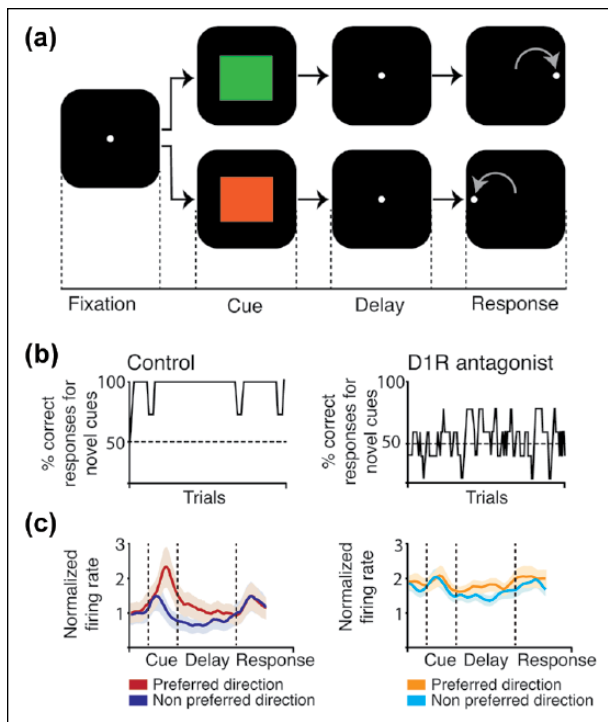 (a)
Fixation
Cue
Delay
Response
(b)
Control
% correct
responses for
novel cues
100
50
Trials
D1R antagonist
% correct
responses for
novel cues
100
50
Trials
(c)
Normalized
firing rate
3
2
1
Cue
Delay
Response
Preferred direction
Non preferred direction
Normalized
firing rate
3
2
1
Cue
Delay
Response
Preferred direction
Non preferred direction